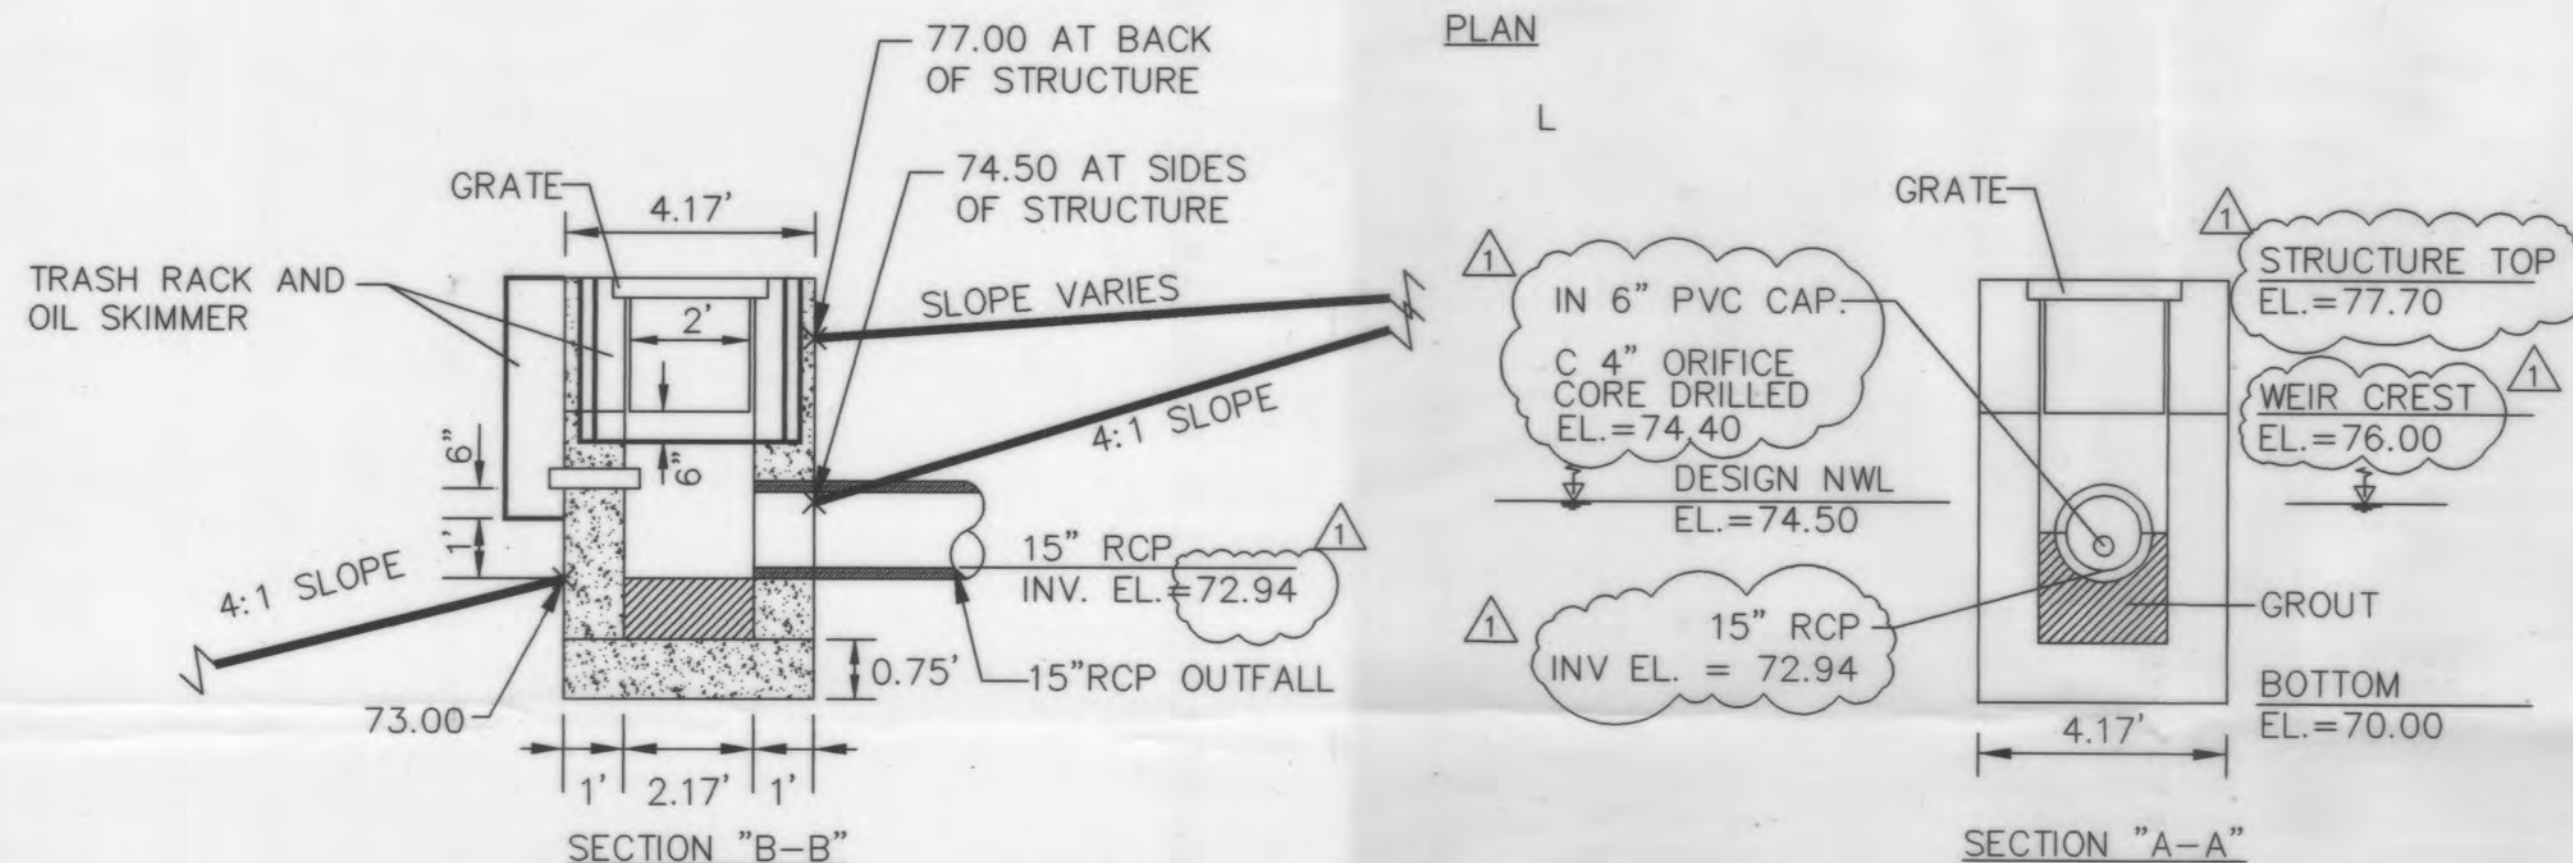 PLAN
L
77.00 AT BACK
OF STRUCTURE
74.50 AT SIDES
OF STRUCTURE
GRATE
4.17'
TRASH RACK AND
OIL SKIMMER
2'
SLOPE VARIES
4:1 SLOPE
6"
6"
1'
4:1 SLOPE
15" RCP
INV. EL.=72.94
1
0.75'
15"RCP OUTFALL
73.00
1'
2.17'
1'
SECTION "B-B"
1
IN 6" PVC CAP.
C 4" ORIFICE
CORE DRILLED
EL.=74.40
DESIGN NWL
EL.=74.50
1
15" RCP
INV EL. = 72.94
GRATE
1
STRUCTURE TOP
EL.=77.70
1
WEIR CREST
EL.=76.00
GROUT
BOTTOM
EL.=70.00
4.17'
SECTION "A-A"